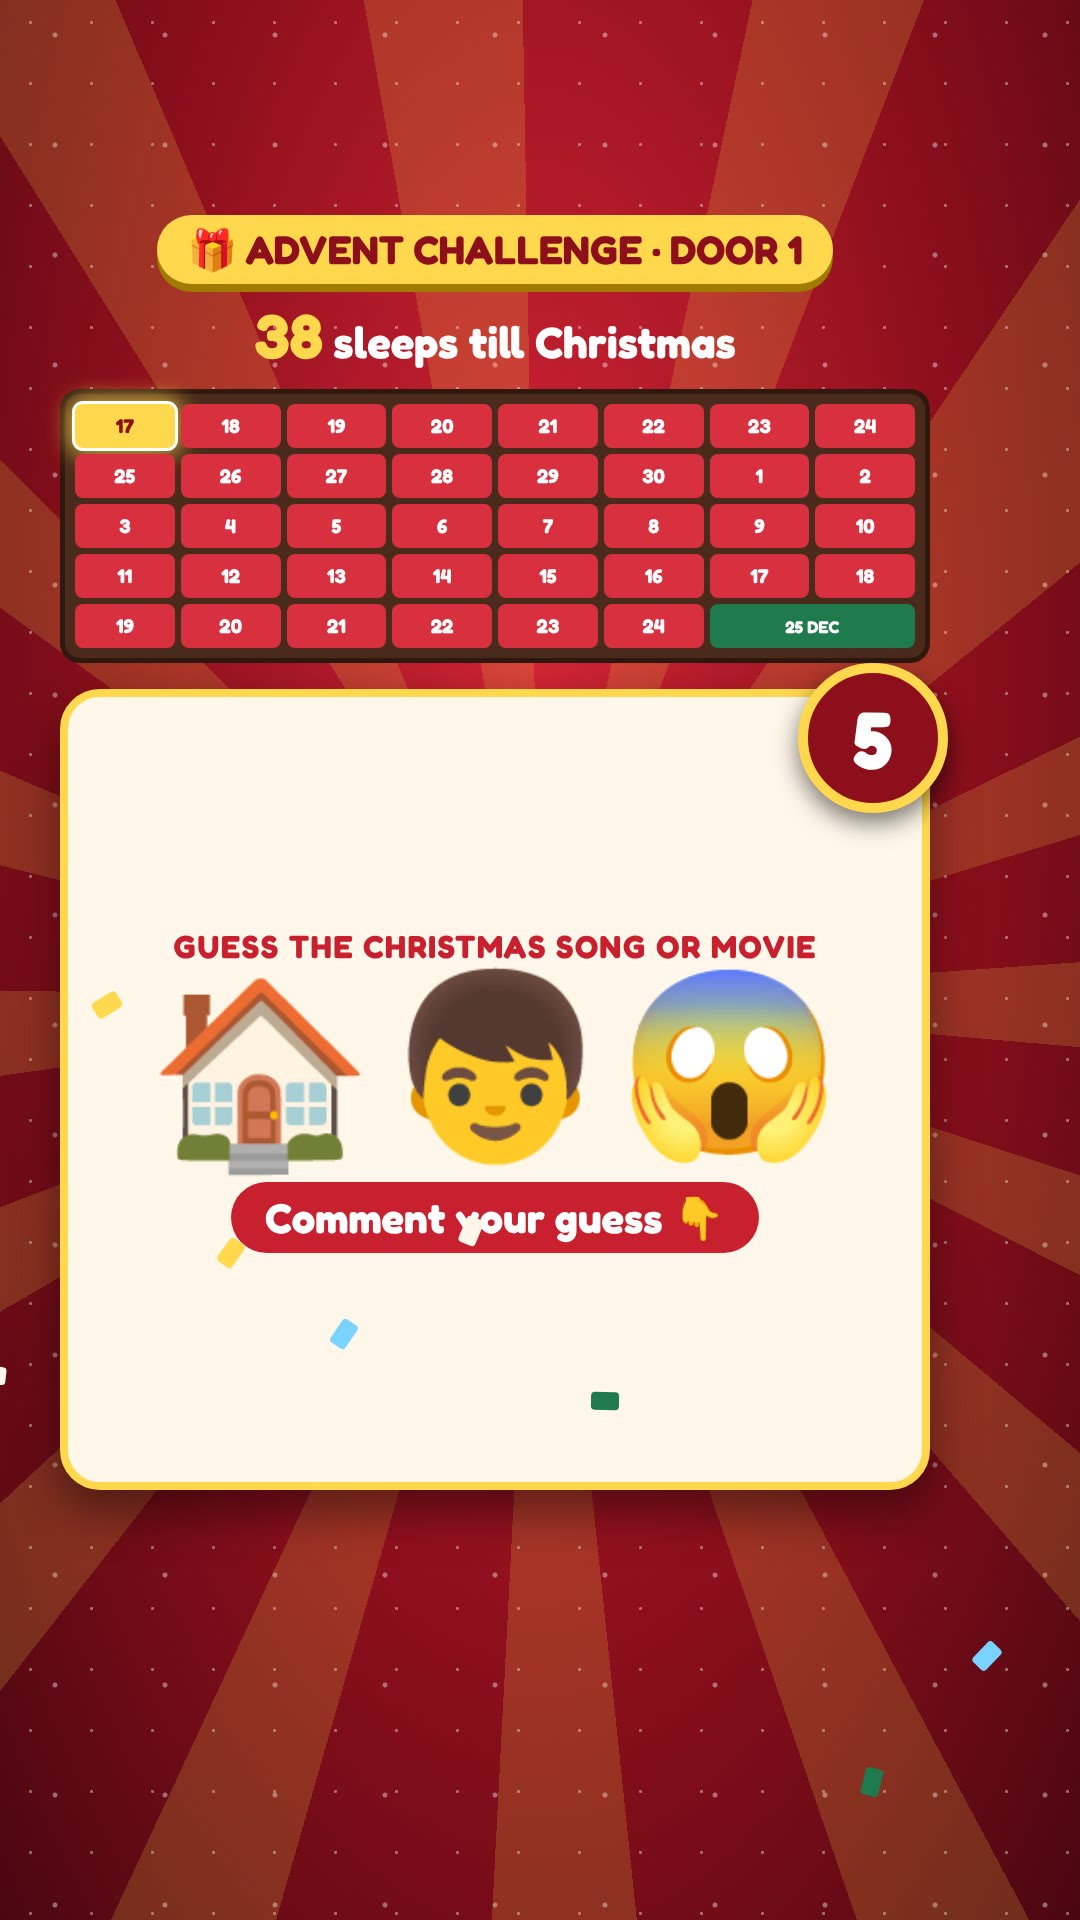 🎁 ADVENT CHALLENGE · DOOR 1
38 sleeps till Christmas
17 18 19 20 21 22 23 24
25 26 27 28 29 30 1 2
3 4 5 6 7 8 9 10
11 12 13 14 15 16 17 18
19 20 21 22 23 24 25 DEC
5
GUESS THE CHRISTMAS SONG OR MOVIE
Comment your guess 👇